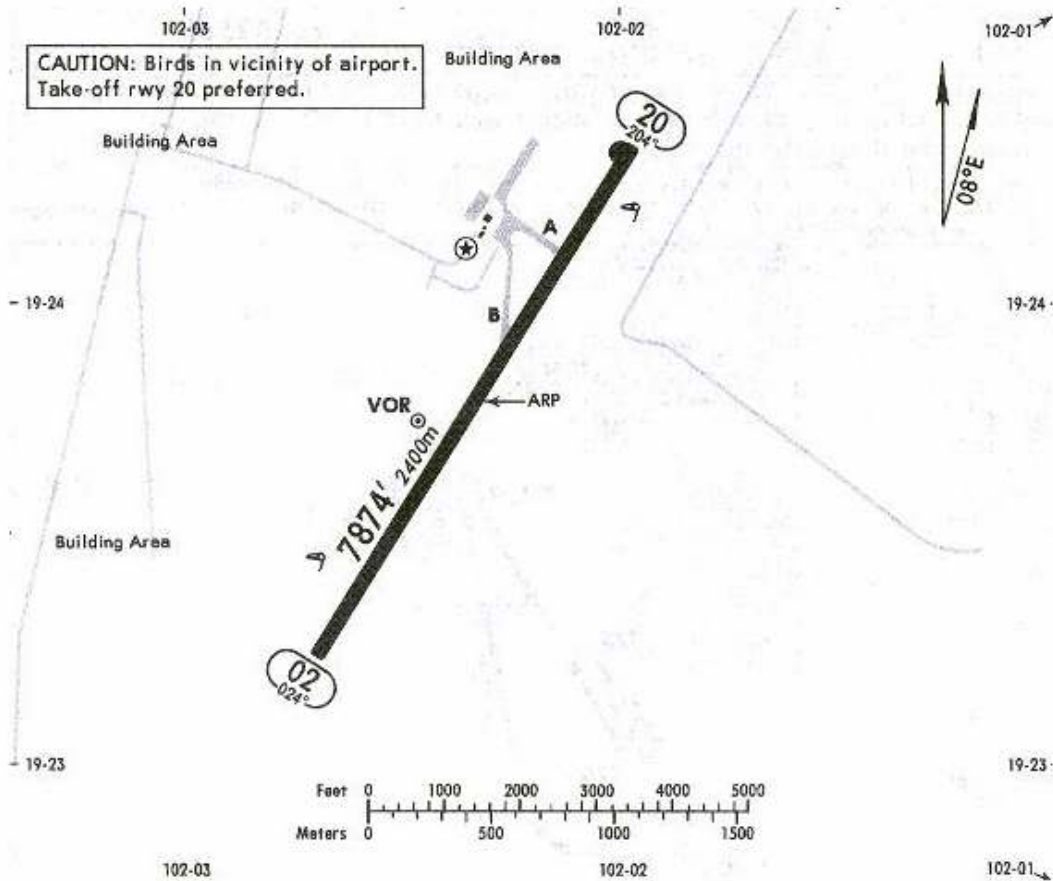 102-03
102-02
102-01
CAUTION: Birds in vicinity of airport.
Take-off rwy 20 preferred.
Building Area
Building Area
20
204°
08°E
A
19-24
19-24
B
VOR
ARP
7874' 2400m
Building Area
02
024°
19-23
19-23
Feet 0 1000 2000 3000 4000 5000
Meters 0 500 1000 1500
102-03
102-02
102-01